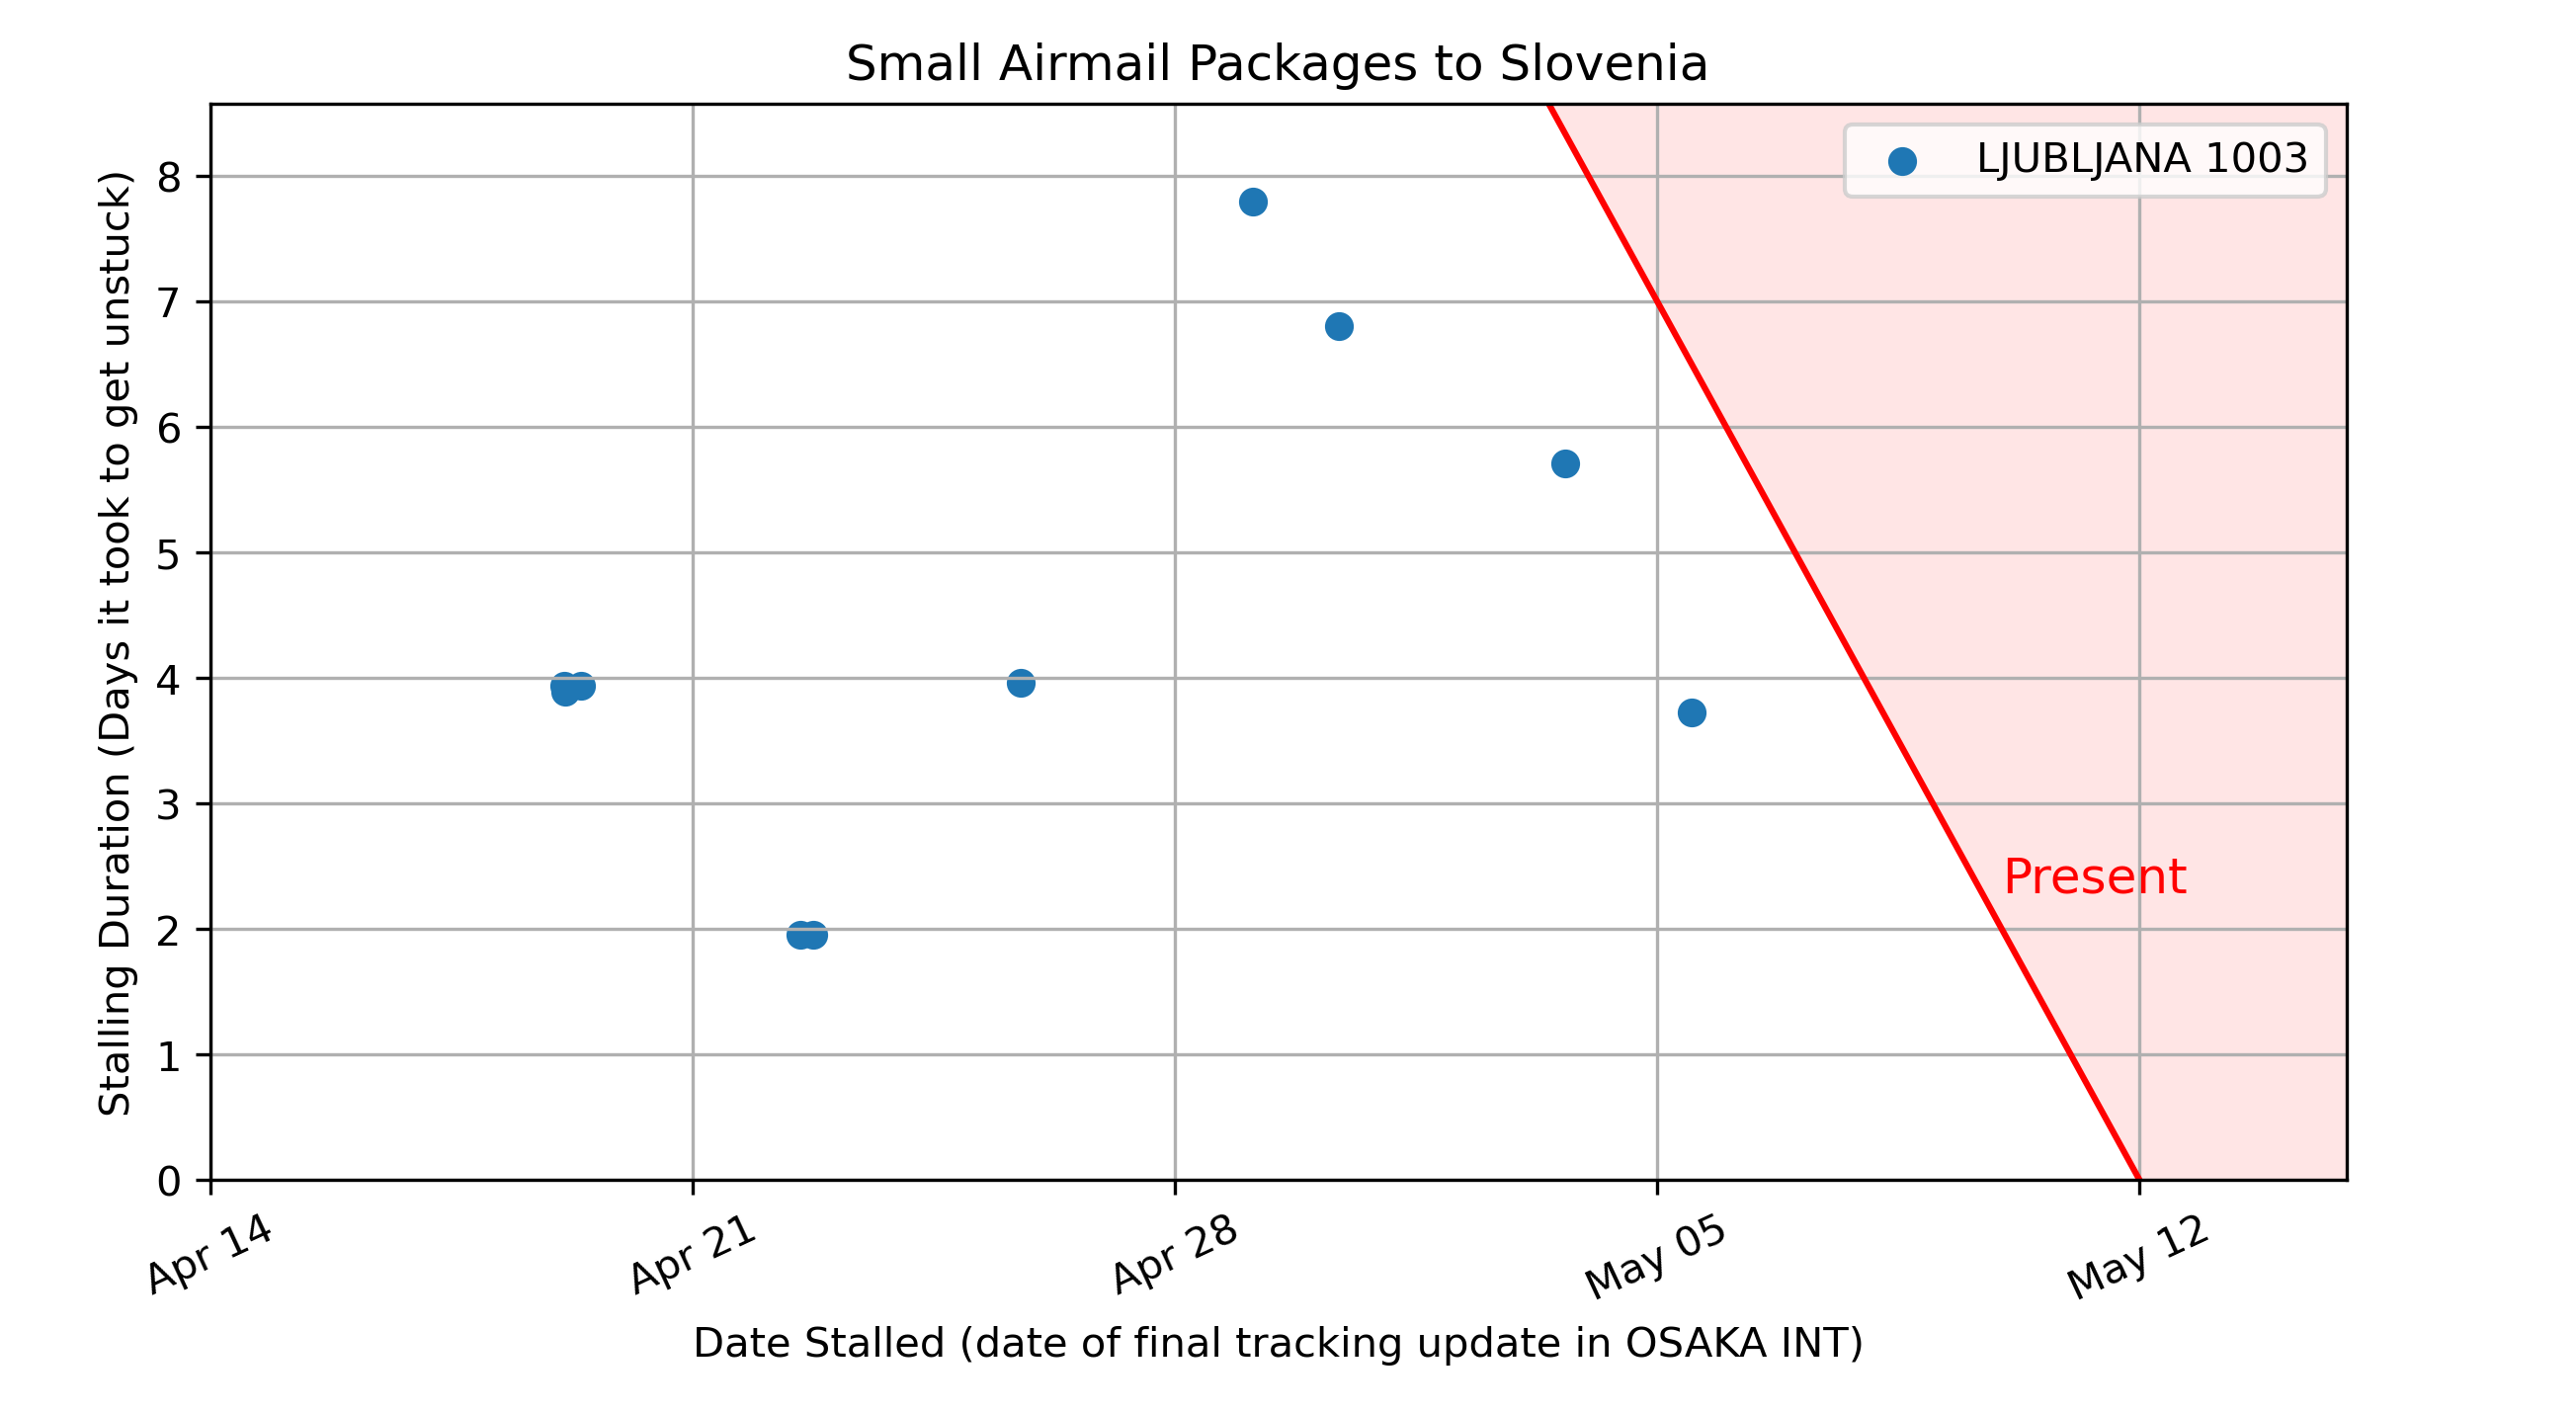 Small Airmail Packages to Slovenia
LJUBLJANA 1003
Stalling Duration (Days it took to get unstuck)
8
7
6
5
4
3
2
1
0
Present
Apr 14
Apr 21
Apr 28
May 05
May 12
Date Stalled (date of final tracking update in OSAKA INT)